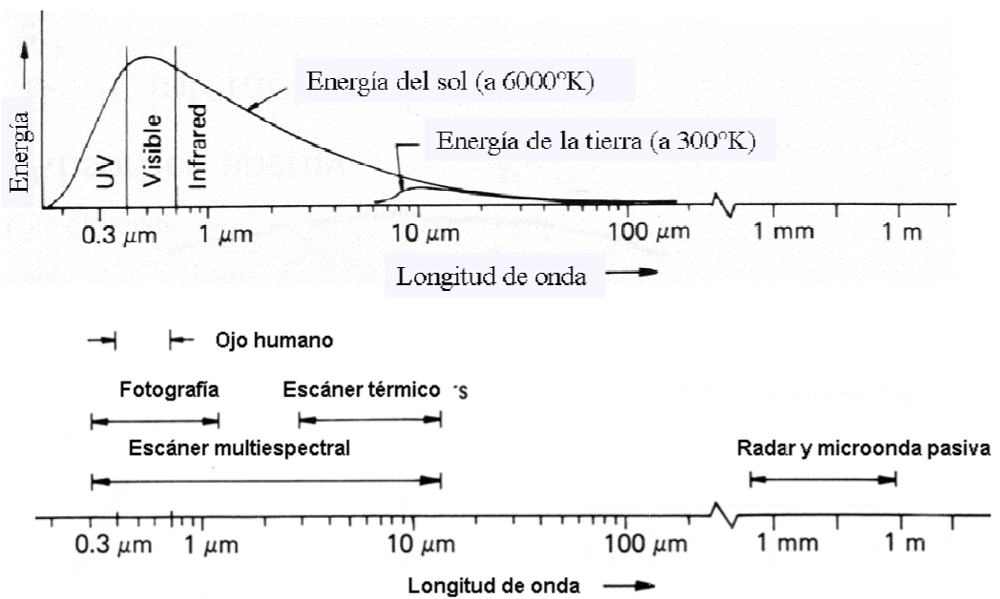 Energía
Energía del sol (a 6000°K)
Energía de la tierra (a 300°K)
UV
Visible
Infrared
0.3 μm 1 μm 10 μm 100 μm 1 mm 1 m
Longitud de onda
Ojo humano
Fotografía Escáner térmico 's
Escáner multiespectral Radar y microonda pasiva
0.3 μm 1 μm 10 μm 100 μm 1 mm 1 m
Longitud de onda